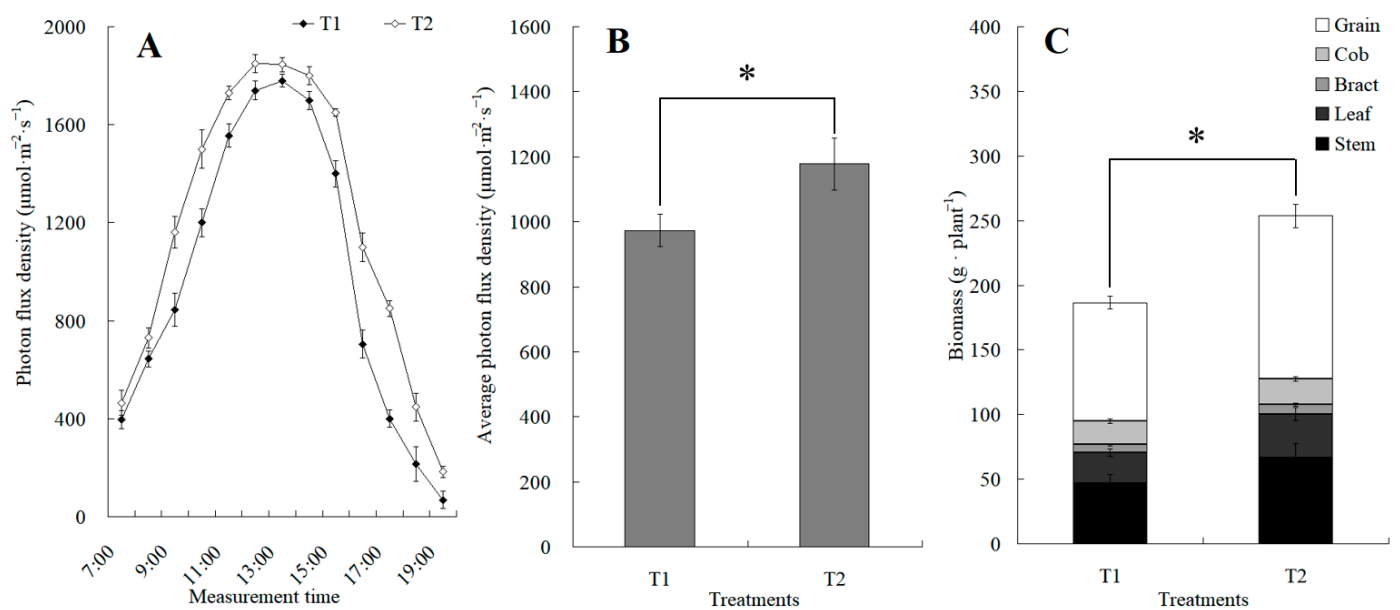 A
T1
T2
Photon flux density (μmol·m⁻²·s⁻¹)
2000
1600
1200
800
400
0
7:00
9:00
11:00
13:00
15:00
17:00
19:00
Measurement time
B
Average photon flux density (μmol·m⁻²·s⁻¹)
1600
1400
1200
1000
800
600
400
200
0
*
T1
T2
Treatments
C
Grain
Cob
Bract
Leaf
Stem
Biomass (g · plant⁻¹)
400
350
300
250
200
150
100
50
0
*
T1
T2
Treatments